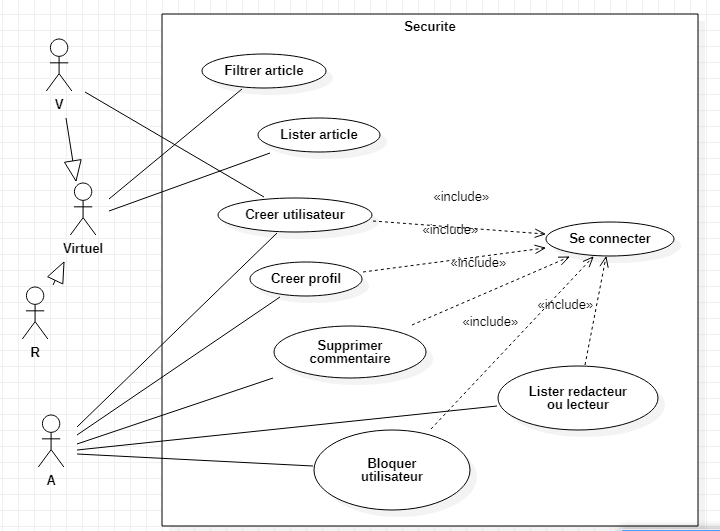 Securite
Filtrer article
V
Lister article
«include»
Creer utilisateur
«include»
Se connecter
Virtuel
«include»
Creer profil
«include»
«include»
R
Supprimer
commentaire
Lister redacteur
ou lecteur
Bloquer
utilisateur
A